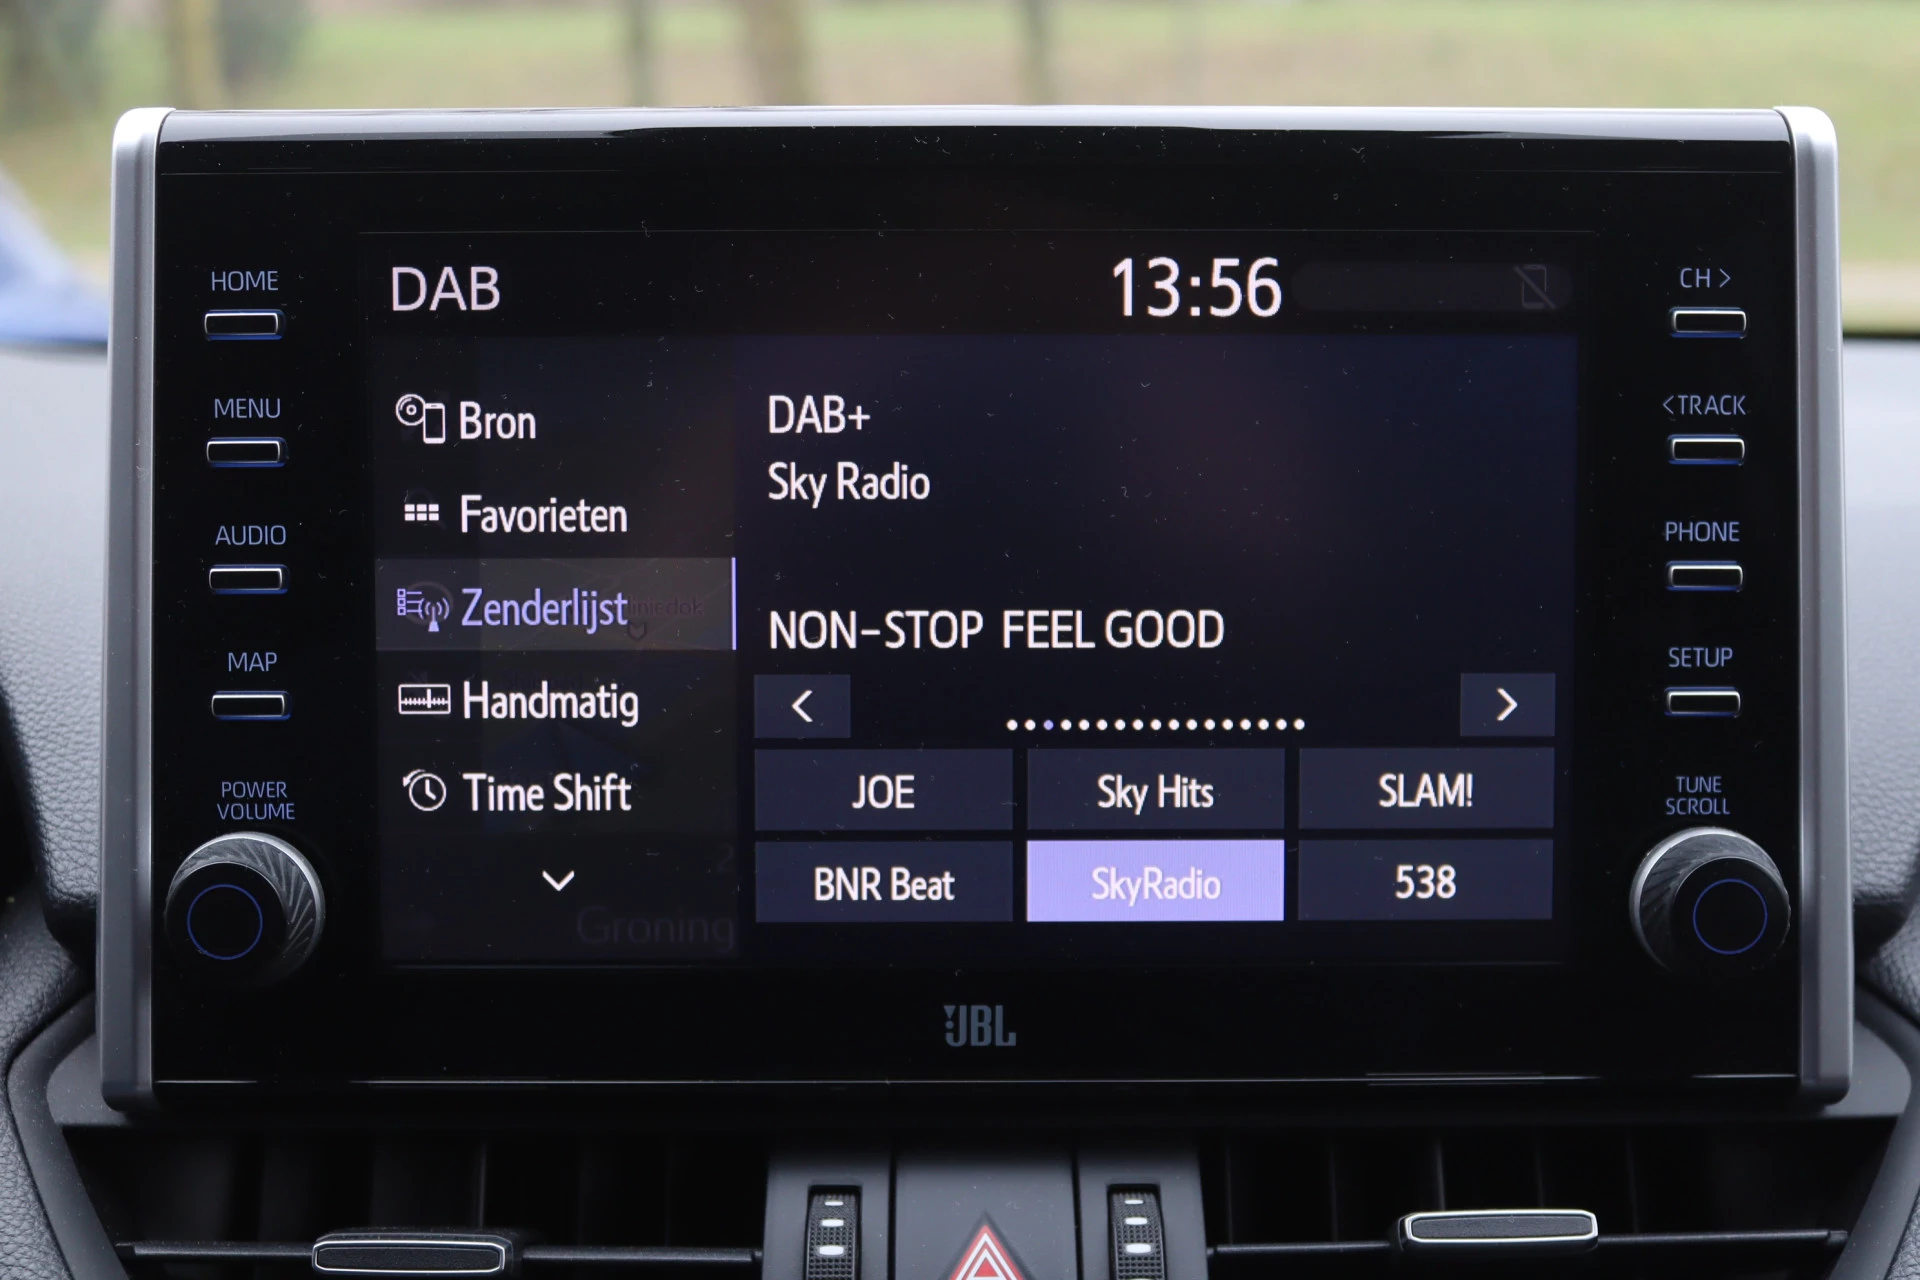 HOME
MENU
AUDIO
MAP
POWER
VOLUME
DAB
13:56
Bron
Favorieten
Zenderlijst
Handmatig
Time Shift
Groning
DAB+
Sky Radio
NON-STOP FEEL GOOD
<
>
JOE
Sky Hits
SLAM!
BNR Beat
SkyRadio
538
CH >
<TRACK
PHONE
SETUP
TUNE
SCROLL
JBL